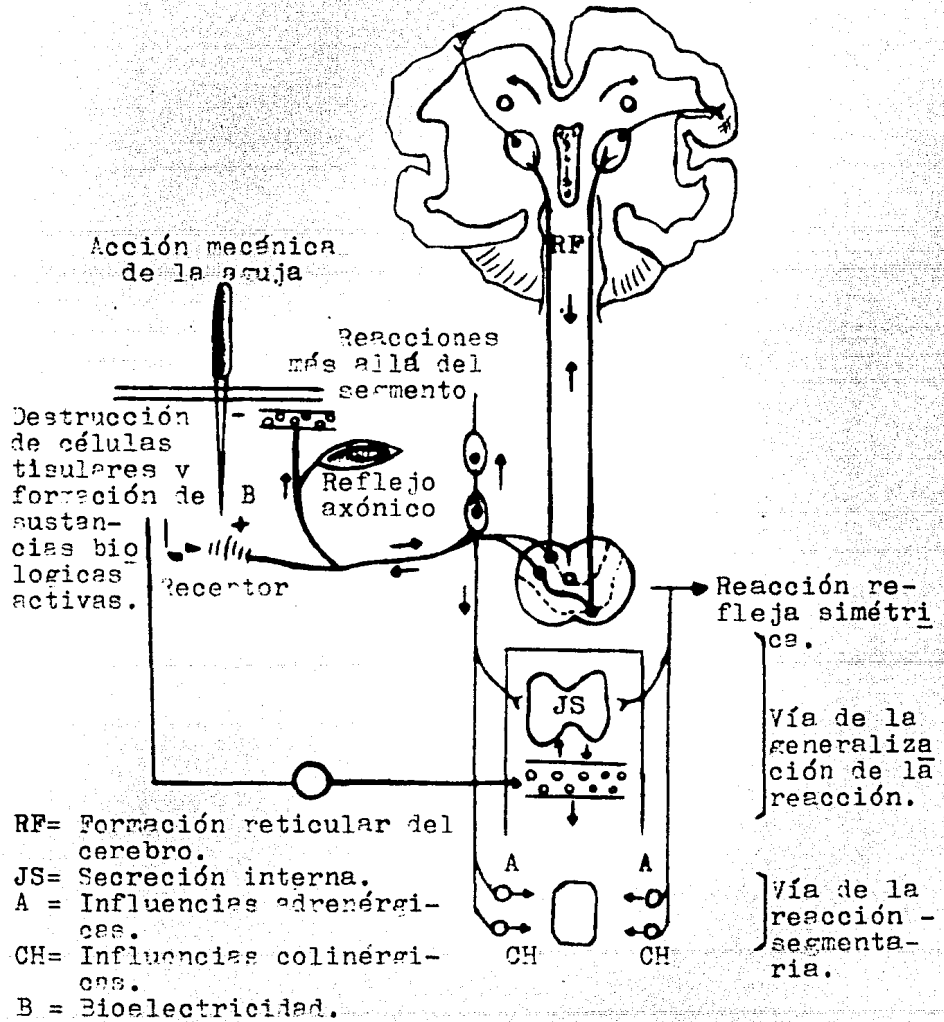 RF
Acción mecánica
de la aguja
Reacciones
más allá del
segmento
Destrucción
de células
tisulares y
formación de
sustan-
cias bio
logicas
activas.
-
B
+
Reflejo
axónico
Receptor
Reacción re-
fleja simétri
ca.
JS
Vía de la
generaliza
ción de la
reacción.
A
A
CH
CH
Vía de la
reacción -
segmenta-
ria.
RF= Formación reticular del
cerebro.
JS= Secreción interna.
A = Influencias adrenérgi-
cas.
CH= Influencias colinérgi-
cas.
B = Bioelectricidad.